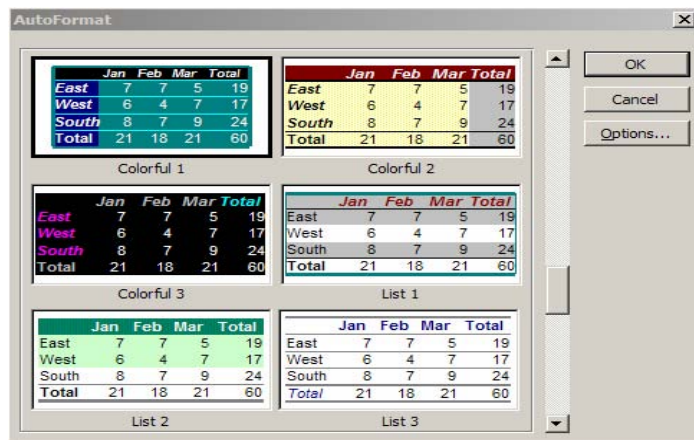 AutoFormat
Jan Feb Mar Total
East 7 7 5 19
West 6 4 7 17
South 8 7 9 24
Total 21 18 21 60
Colorful 1
Jan Feb Mar Total
East 7 7 5 19
West 6 4 7 17
South 8 7 9 24
Total 21 18 21 60
Colorful 2
Jan Feb Mar Total
East 7 7 5 19
West 6 4 7 17
South 8 7 9 24
Total 21 18 21 60
Colorful 3
Jan Feb Mar Total
East 7 7 5 19
West 6 4 7 17
South 8 7 9 24
Total 21 18 21 60
List 1
Jan Feb Mar Total
East 7 7 5 19
West 6 4 7 17
South 8 7 9 24
Total 21 18 21 60
List 2
Jan Feb Mar Total
East 7 7 5 19
West 6 4 7 17
South 8 7 9 24
Total 21 18 21 60
List 3
OK
Cancel
Options...